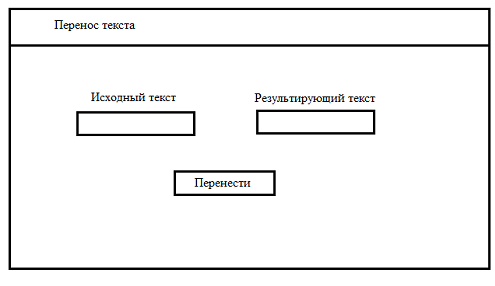 Перенос текста
Исходный текст
Результирующий текст
Перенести